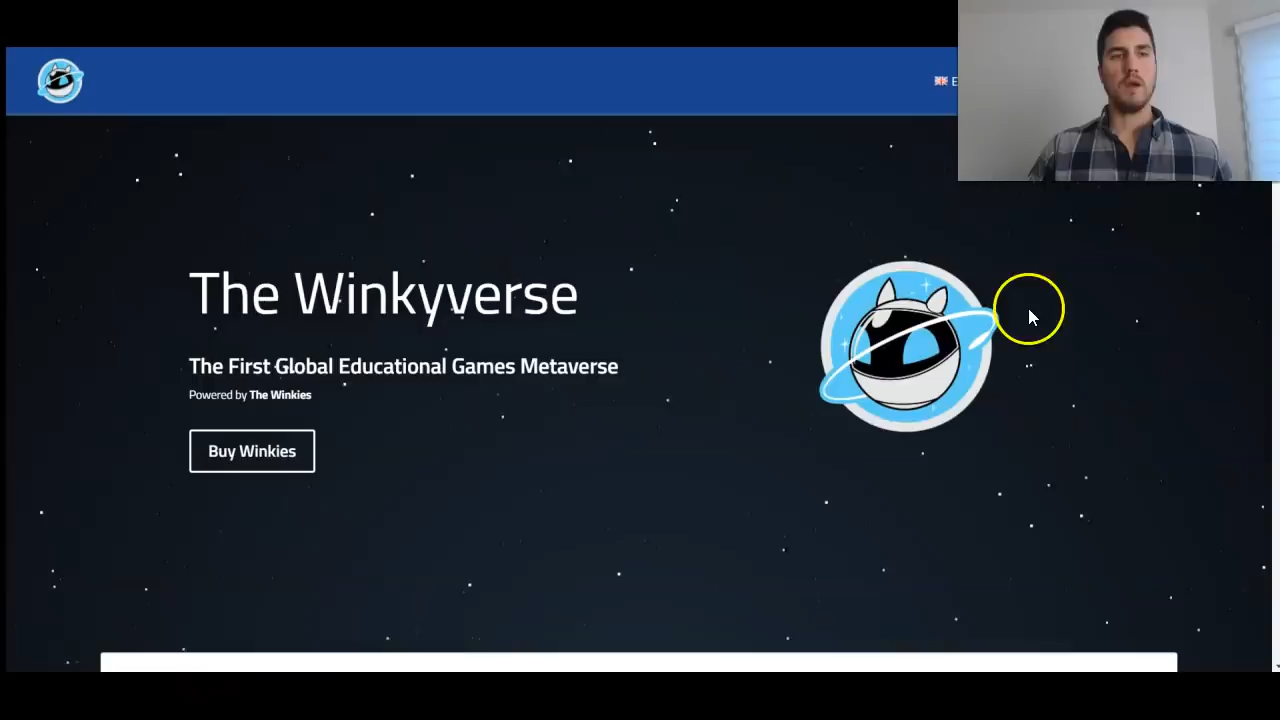 E
The Winkyverse
The First Global Educational Games Metaverse
Powered by The Winkies
Buy Winkies